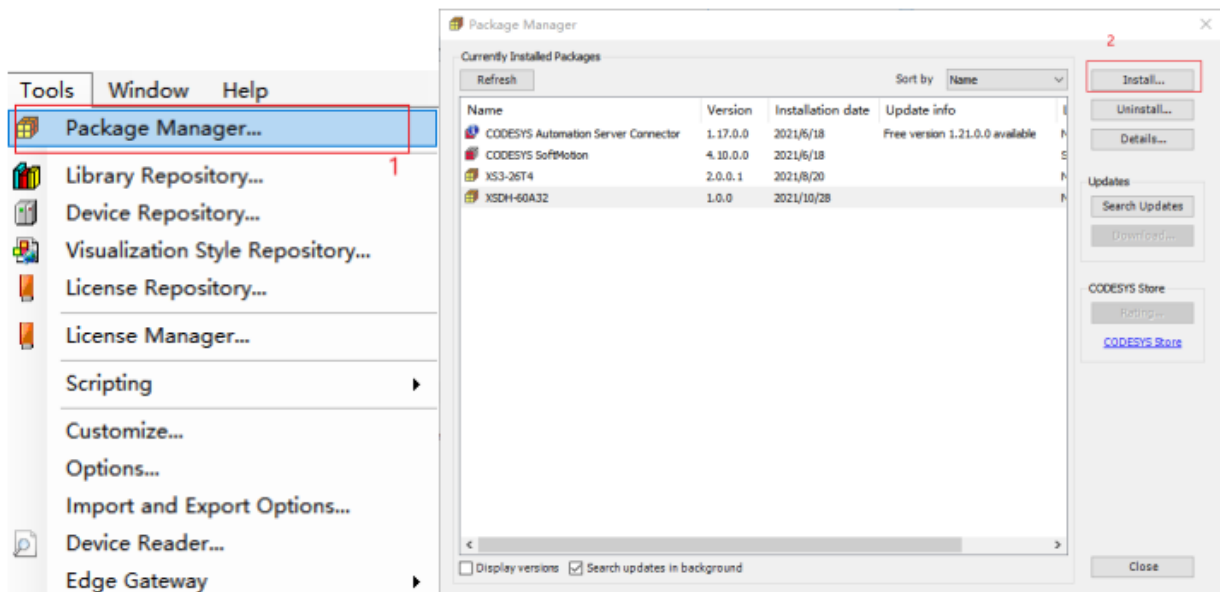 Tools Window Help
Package Manager...
1
Library Repository...
Device Repository...
Visualization Style Repository...
License Repository...
License Manager...
Scripting
Customize...
Options...
Import and Export Options...
Device Reader...
Edge Gateway
Package Manager
2
Currently Installed Packages
Refresh Sort by Name Install...
Name Version Installation date Update info
CODESYS Automation Server Connector 1.17.0.0 2021/6/18 Free version 1.21.0.0 available
CODESYS SoftMotion 4.10.0.0 2021/6/18
XS3-26T4 2.0.0.1 2021/8/20
XSDH-60A32 1.0.0 2021/10/28
Uninstall...
Details...
Updates
Search Updates
Download...
CODESYS Store
Rating...
CODESYS Store
Display versions Search updates in background
Close